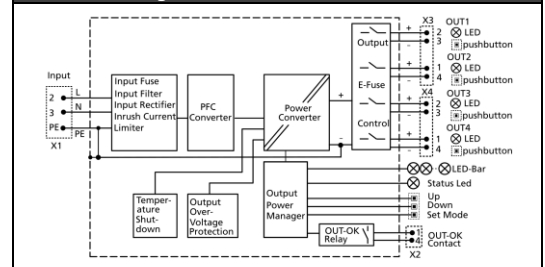 X3 OUT1
+ 2 LED
- 3 pushbutton
Output
OUT2
+ 1 LED
- 4 pushbutton
Input
2 L
3 N
PE PE
X1
Input Fuse
Input Filter
Input Rectifier
Inrush Current
Limiter
PFC
Converter
Power
Converter
+
-
E-Fuse
Control
X4 OUT3
+ 2 LED
- 3 pushbutton
OUT4
+ 1 LED
- 4 pushbutton
Temper-
ature
Shut-
down
Output
Over-
Voltage
Protection
Output
Power
Manager
LED-Bar
Status Led
Up
Down
Set Mode
OUT-OK
Relay
1
4
OUT-OK
Contact
X2